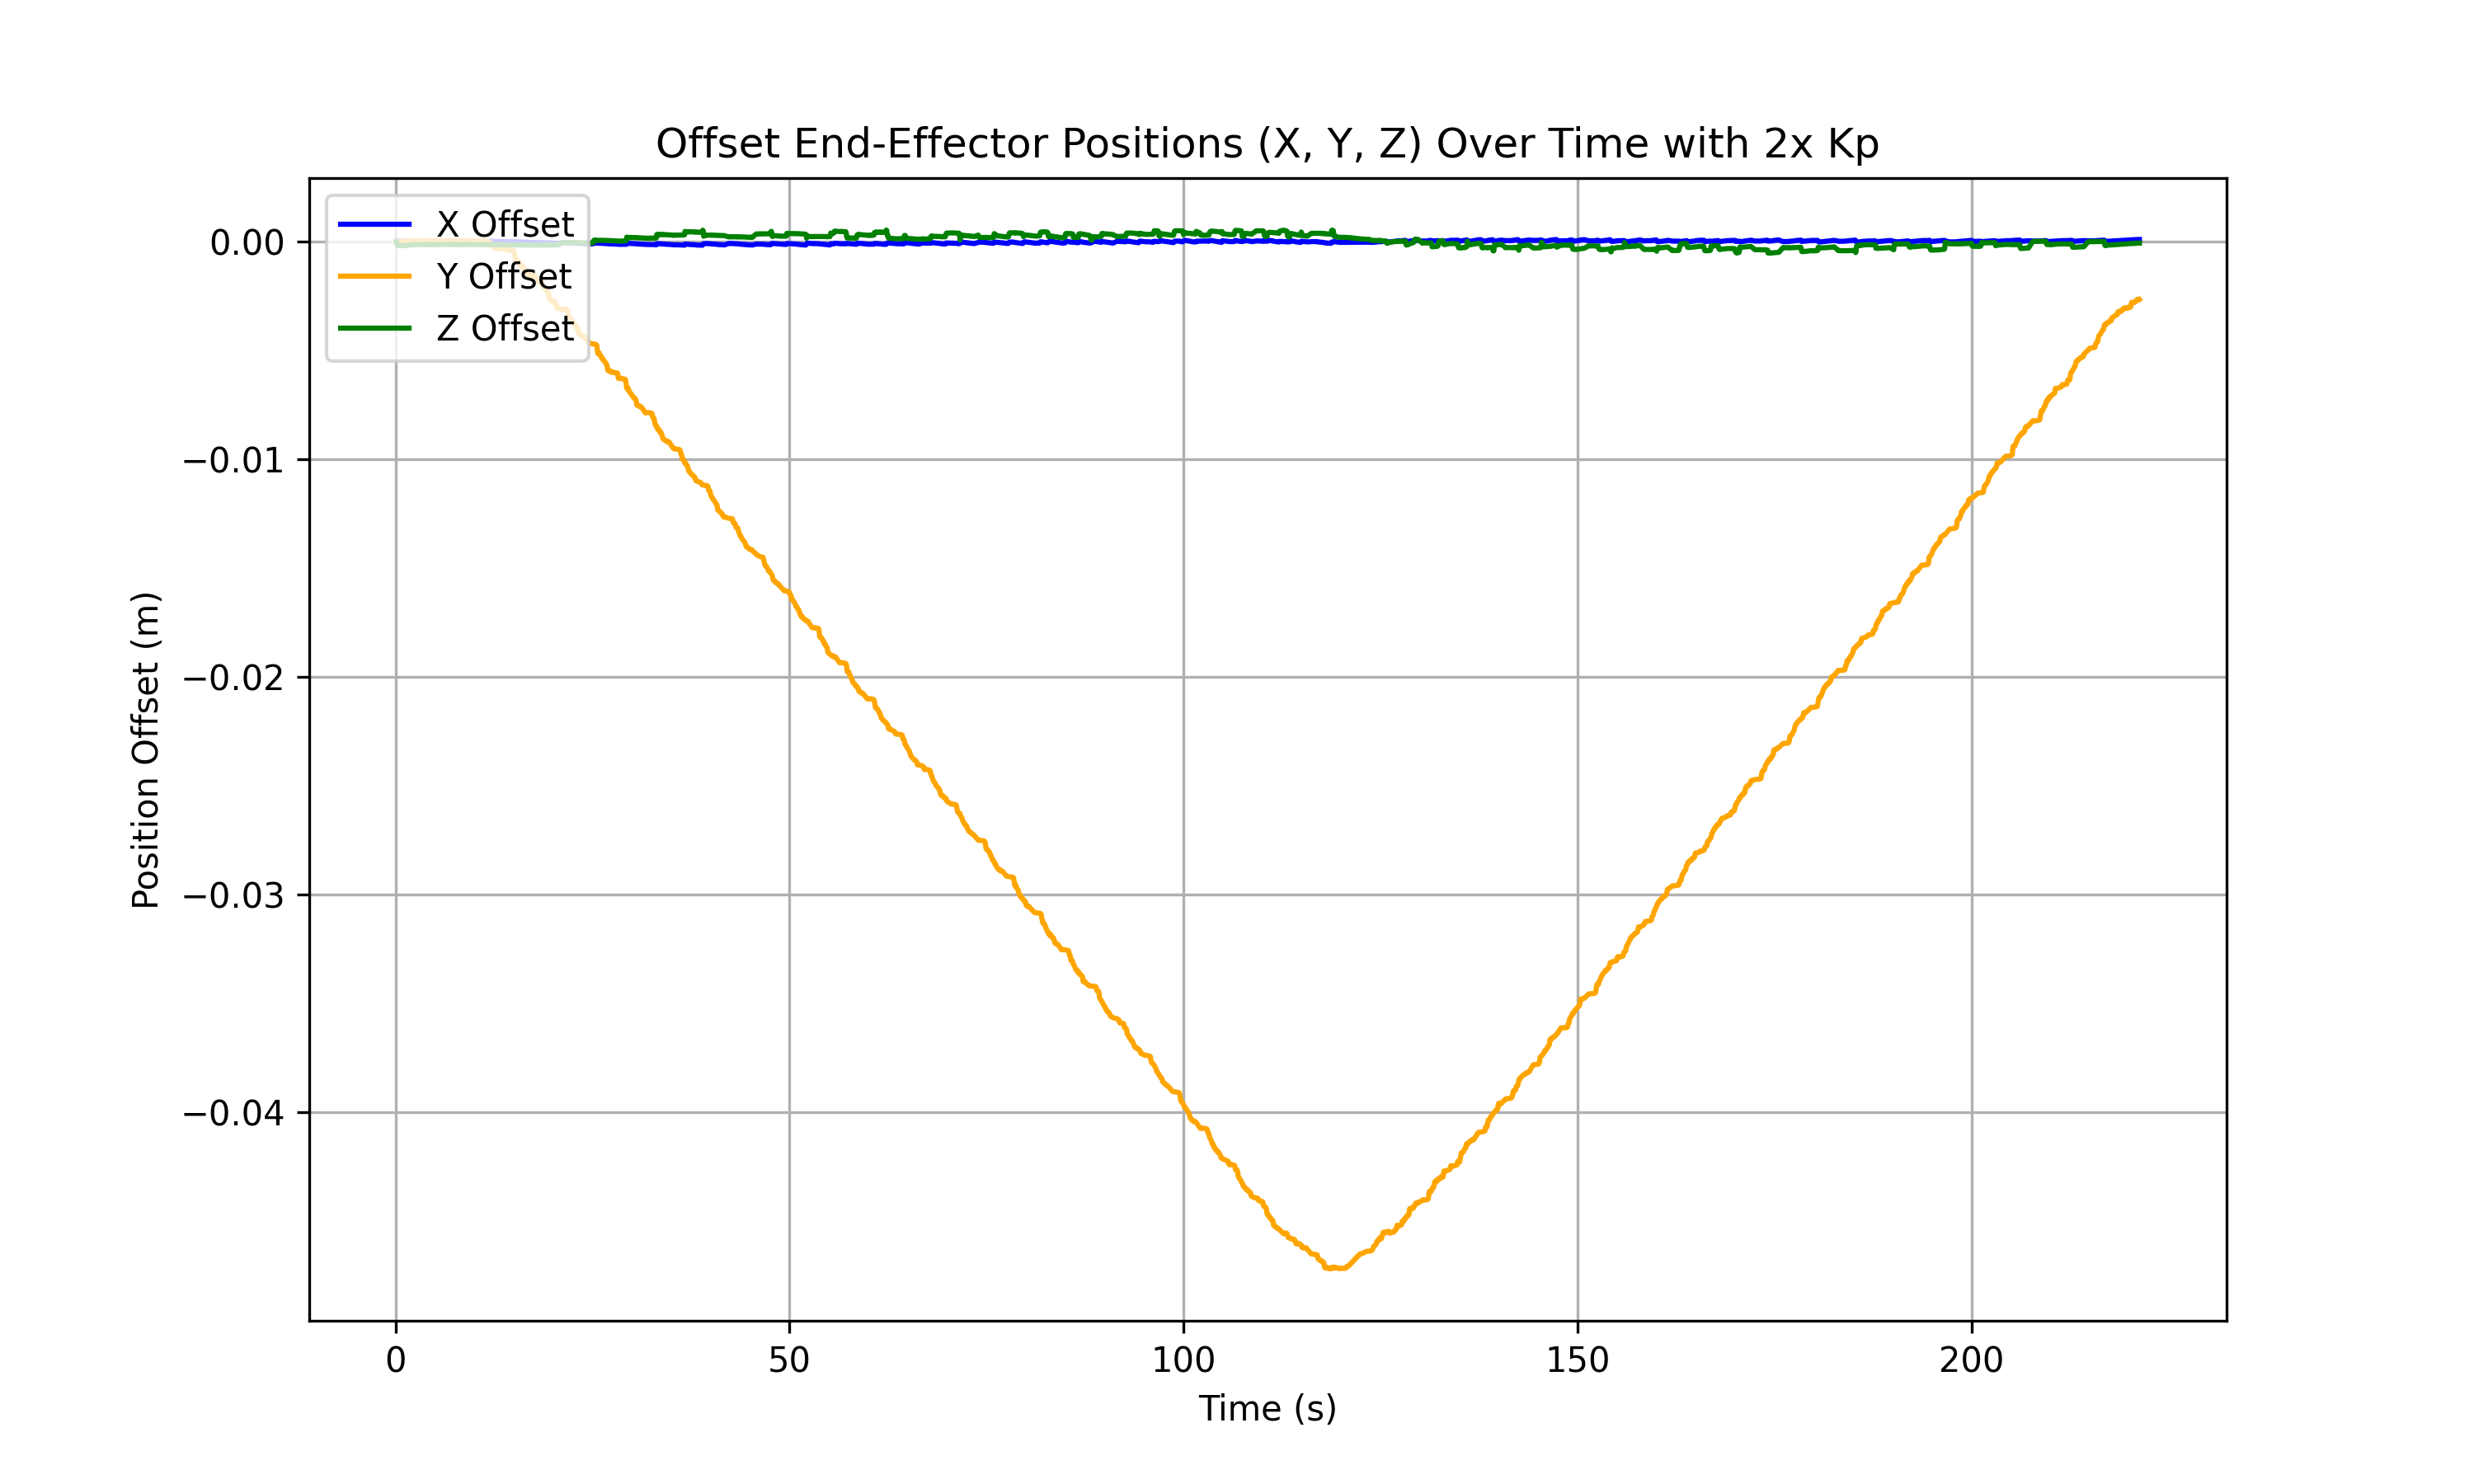 Offset End-Effector Positions (X, Y, Z) Over Time with 2x Kp
X Offset
Y Offset
Z Offset
0.00
−0.01
−0.02
−0.03
−0.04
Position Offset (m)
0
50
100
150
200
Time (s)